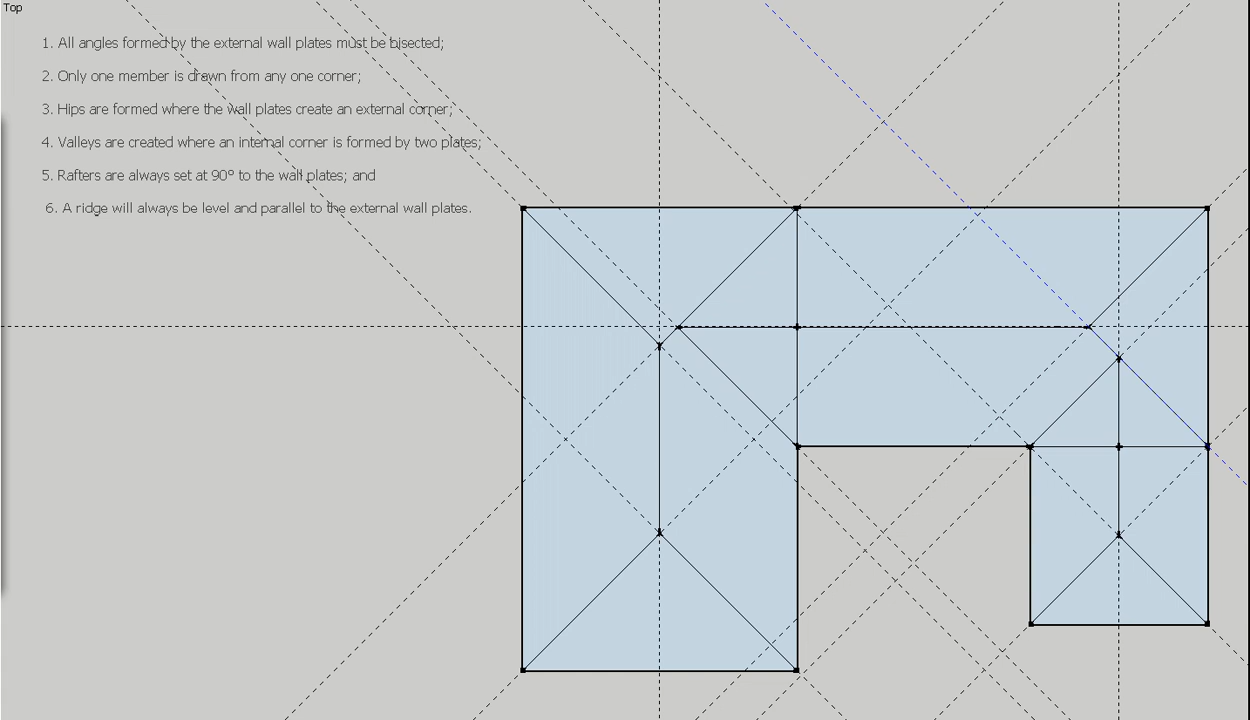 Top
1. All angles formed by the external wall plates must be bisected;
2. Only one member is drawn from any one corner;
3. Hips are formed where the wall plates create an external corner;
4. Valleys are created where an internal corner is formed by two plates;
5. Rafters are always set at 90° to the wall plates; and
6. A ridge will always be level and parallel to the external wall plates.